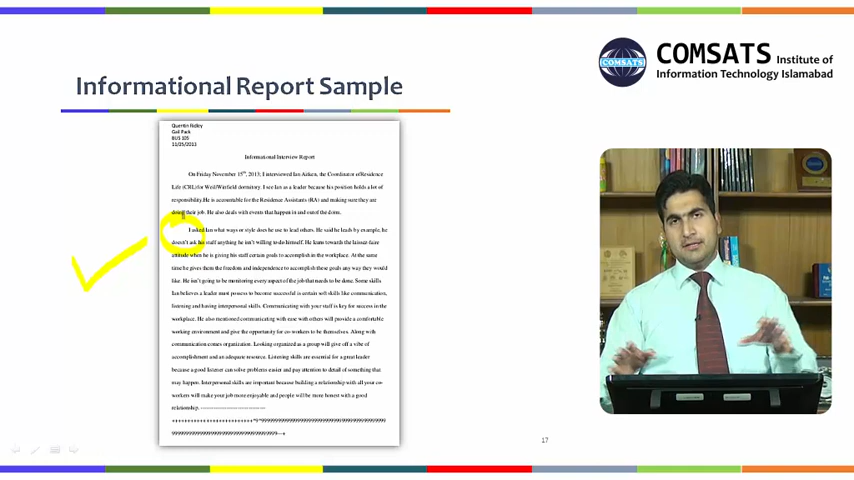 COMSATS Institute of
Information Technology Islamabad
COMSATS
Informational Report Sample
Quentin Ridley
Gail Pack
BUS 105
11/25/2013
Informational Interview Report
On Friday November 15th, 2013; I interviewed Ian Aitken, the Coordinator of Residence
Life (CRL) for Weil/Winfield dormitory. I see Ian as a leader because his position holds a lot of
responsibility. He is accountable for the Residence Assistants (RA) and making sure they are
doing their job. He also deals with events that happen in and out of the dorm.
I asked Ian what ways or style does he use to lead others. He said he leads by example, he
doesn't ask his staff anything he isn't willing to do himself. He leans towards the laissez-faire
attitude when he is giving his staff certain goals to accomplish in the workplace. At the same
time he gives them the freedom and independence to accomplish these goals any way they would
like. He isn't going to be monitoring every aspect of the job that needs to be done. Some skills
Ian believes a leader must possess to become successful is certain soft skills like communication,
listening and having interpersonal skills. Communicating with your staff is key for success in the
workplace. He also mentioned communicating with ease with others will provide a comfortable
working environment and give the opportunity for co-workers to be themselves. Along with
communication comes organization. Looking organized as a group will give off a vibe of
accomplishment and an adequate resource. Listening skills are essential for a great leader
because a good listener can solve problems easier and pay attention to detail of something that
may happen. Interpersonal skills are important because building a relationship with all your co-
workers will make your job more enjoyable and people will be more honest with a good
relationship.
17